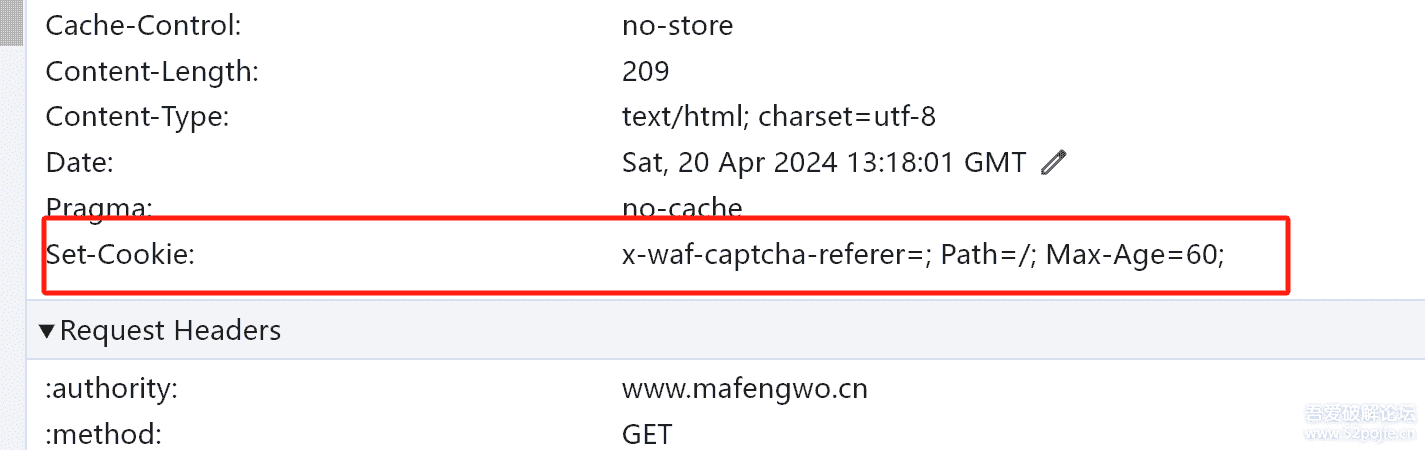 Cache-Control: no-store
Content-Length: 209
Content-Type: text/html; charset=utf-8
Date: Sat, 20 Apr 2024 13:18:01 GMT
Pragma: no-cache
Set-Cookie: x-waf-captcha-referer=; Path=/; Max-Age=60;
▼Request Headers
:authority: www.mafengwo.cn
:method: GET
吾爱破解论坛
www.52pojie.cn